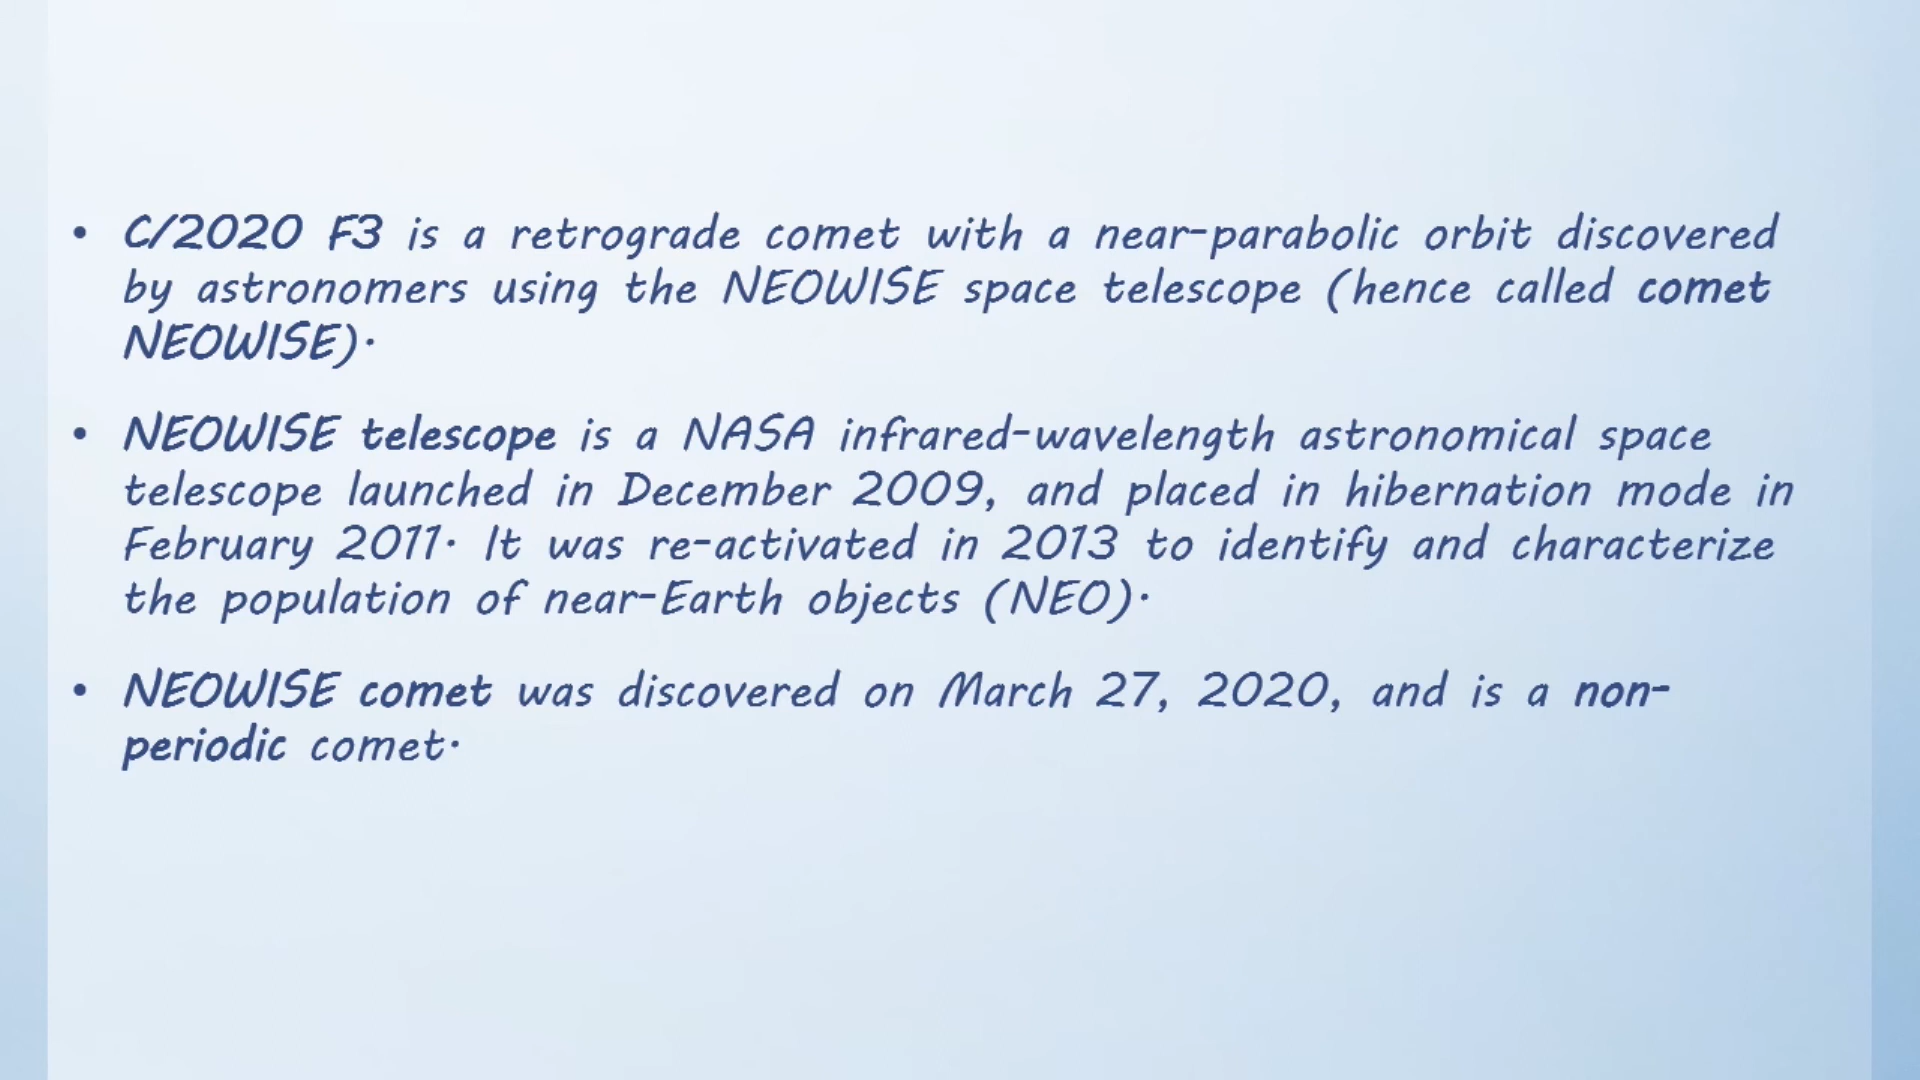 • C/2020 F3 is a retrograde comet with a near-parabolic orbit discovered
by astronomers using the NEOWISE space telescope (hence called comet
NEOWISE).
• NEOWISE telescope is a NASA infrared-wavelength astronomical space
telescope launched in December 2009, and placed in hibernation mode in
February 2011. It was re-activated in 2013 to identify and characterize
the population of near-Earth objects (NEO).
• NEOWISE comet was discovered on March 27, 2020, and is a non-
periodic comet.